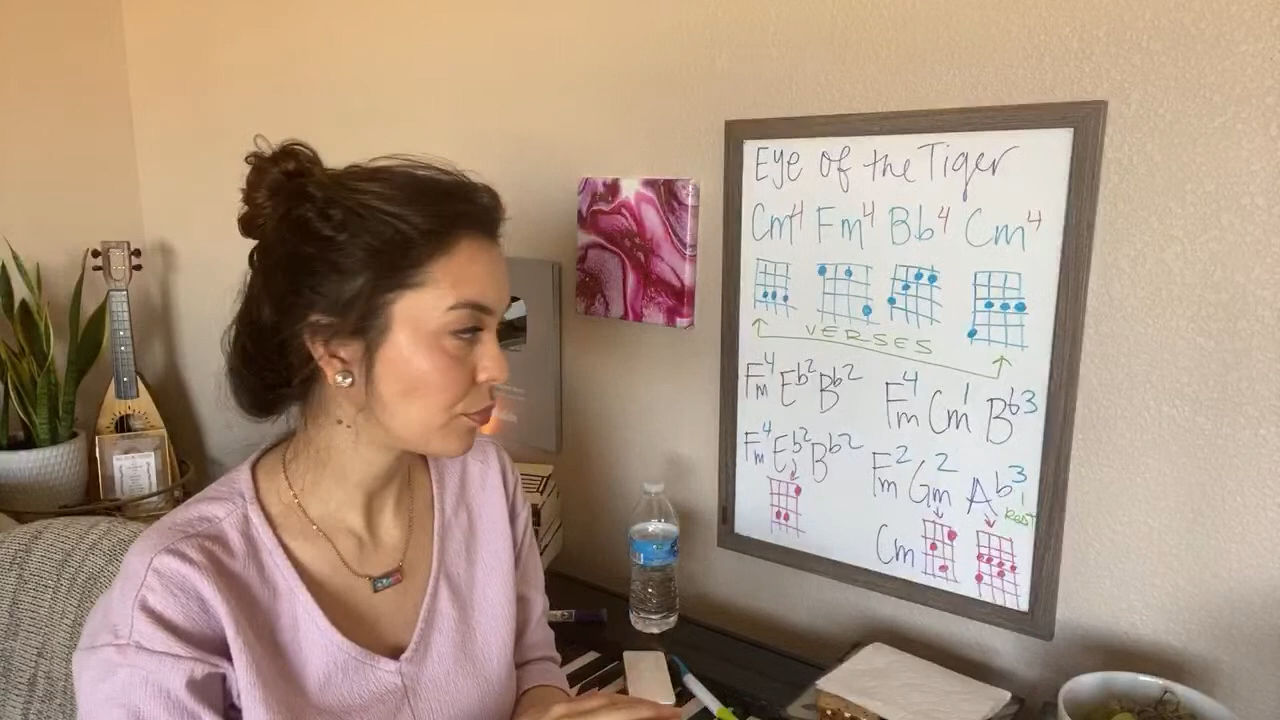 Eye of the Tiger
Cm4 Fm4 Bb4 Cm4
VERSES
Fm4 Eb2 Bb2
Fm4 Cm1 Bb3
Fm4 Eb2 Bb2
Fm2 Gm2 Ab3
1 Rest
Cm